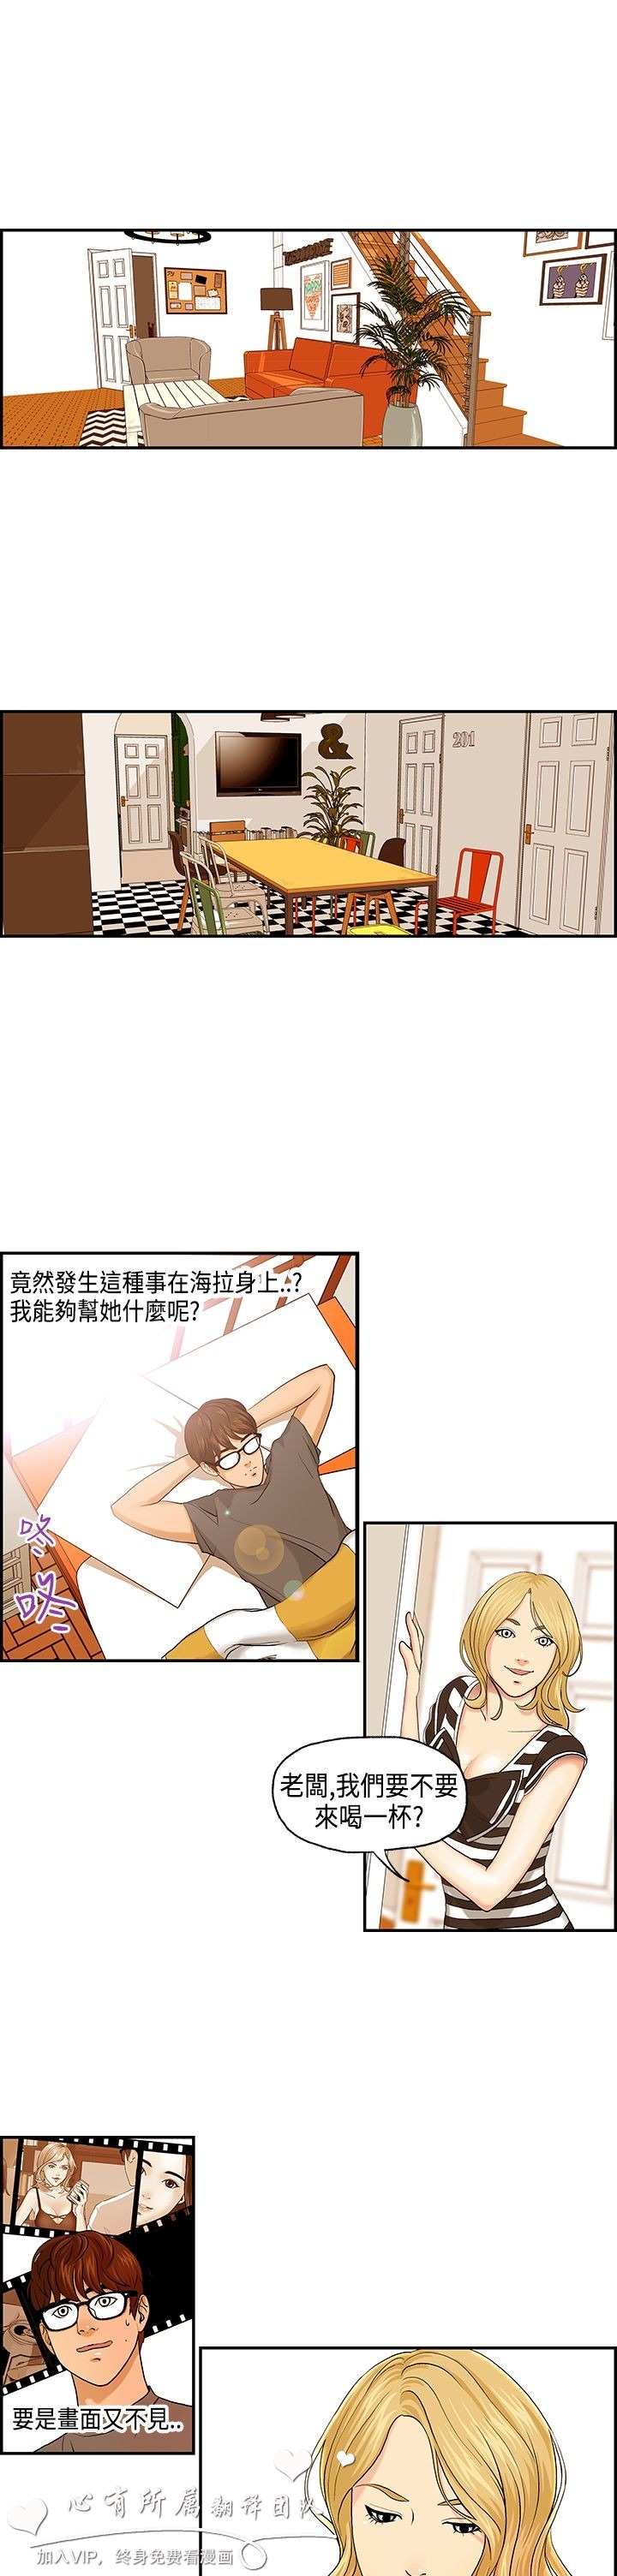 &
201
竟然發生這種事在海拉身上..?
我能夠幫她什麼呢?
咚
咚
老闆,我們要不要
來喝一杯?
要是畫面又不見..
心有所属翻译团队
加入VIP，终身免费看漫画